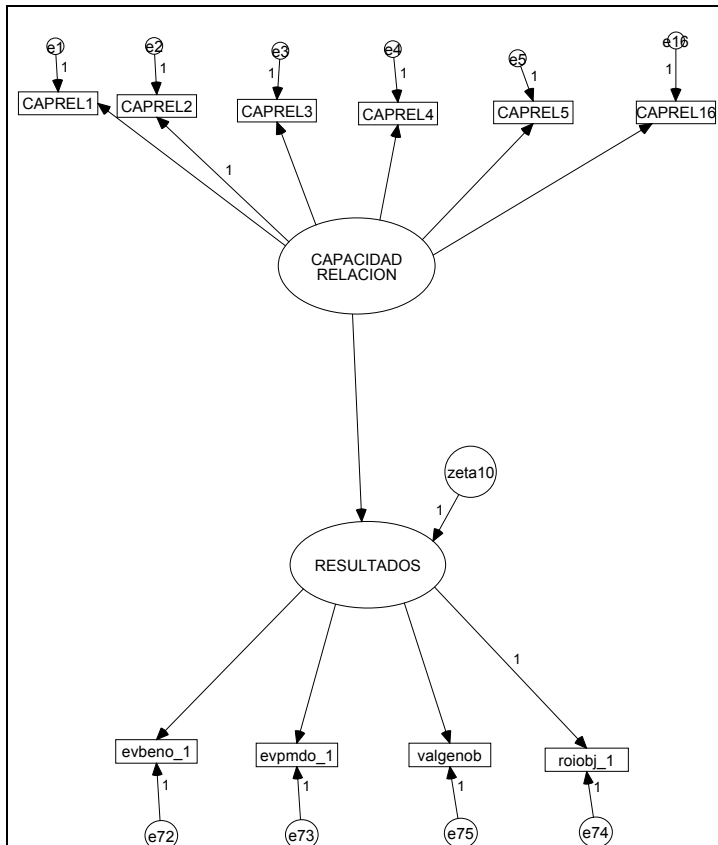 e1 e2 e3 e4 e5 e16
1 1 1 1 1 1
CAPREL1 CAPREL2 CAPREL3 CAPREL4 CAPREL5 CAPREL16
1
CAPACIDAD
RELACION
zeta10
1
RESULTADOS
1
evbeno_1 evpmdo_1 valgenob roiobj_1
1 1 1 1
e72 e73 e75 e74